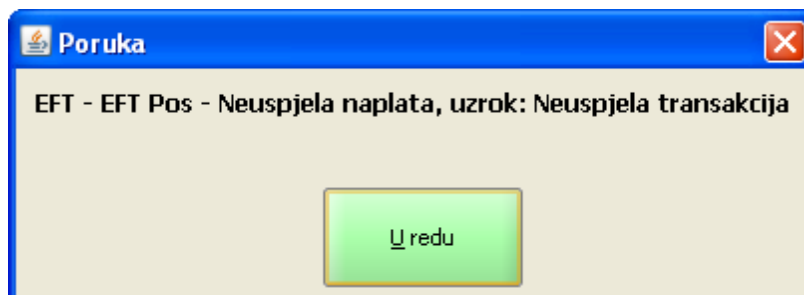 Poruka
EFT - EFT Pos - Neuspjela naplata, uzrok: Neuspjela transakcija
U redu